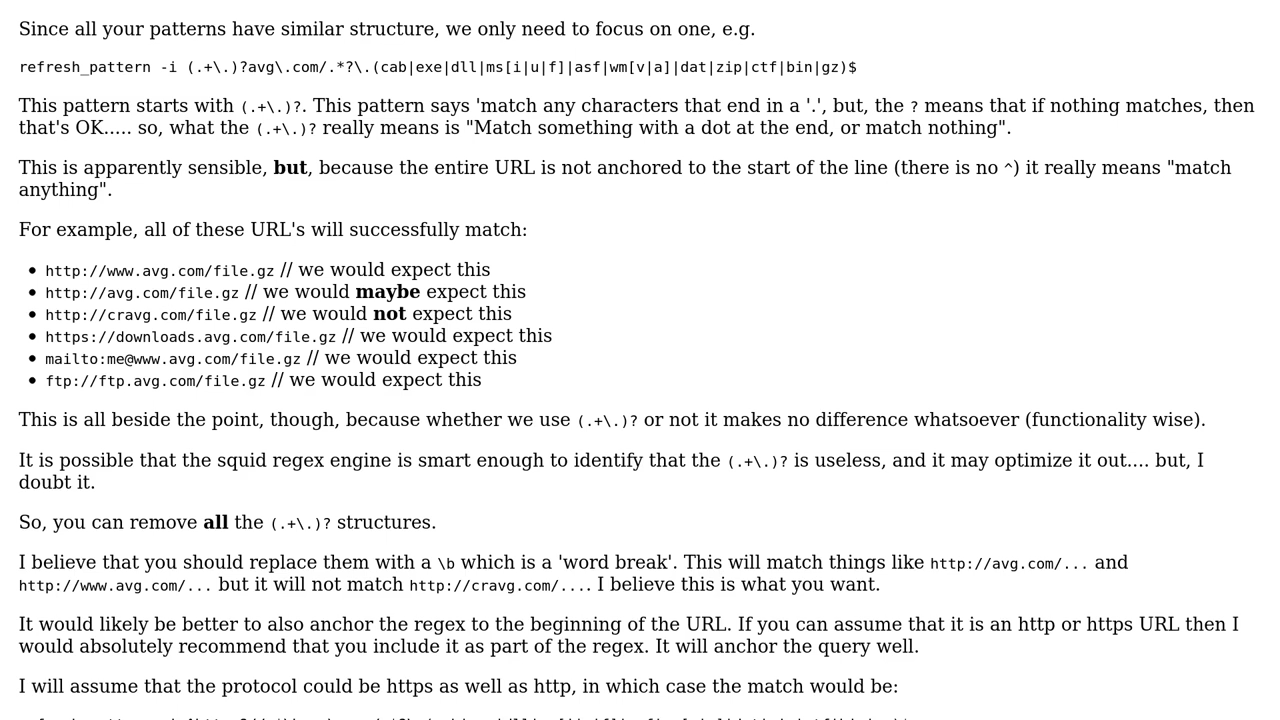 Since all your patterns have similar structure, we only need to focus on one, e.g.
refresh_pattern -i (.+\.)?avg\.com/.*?\.(cab|exe|dll|ms[i|u|f]|asf|wm[v|a]|dat|zip|ctf|bin|gz)$
This pattern starts with (.+\.)?. This pattern says 'match any characters that end in a '.', but, the ? means that if nothing matches, then
that's OK..... so, what the (.+\.)? really means is "Match something with a dot at the end, or match nothing".
This is apparently sensible, but, because the entire URL is not anchored to the start of the line (there is no ^) it really means "match
anything".
For example, all of these URL's will successfully match:
• http://www.avg.com/file.gz // we would expect this
• http://avg.com/file.gz // we would maybe expect this
• http://cravg.com/file.gz // we would not expect this
• https://downloads.avg.com/file.gz // we would expect this
• mailto:me@www.avg.com/file.gz // we would expect this
• ftp://ftp.avg.com/file.gz // we would expect this
This is all beside the point, though, because whether we use (.+\.)? or not it makes no difference whatsoever (functionality wise).
It is possible that the squid regex engine is smart enough to identify that the (.+\.)? is useless, and it may optimize it out.... but, I
doubt it.
So, you can remove all the (.+\.)? structures.
I believe that you should replace them with a \b which is a 'word break'. This will match things like http://avg.com/... and
http://www.avg.com/... but it will not match http://cravg.com/.... I believe this is what you want.
It would likely be better to also anchor the regex to the beginning of the URL. If you can assume that it is an http or https URL then I
would absolutely recommend that you include it as part of the regex. It will anchor the query well.
I will assume that the protocol could be https as well as http, in which case the match would be: